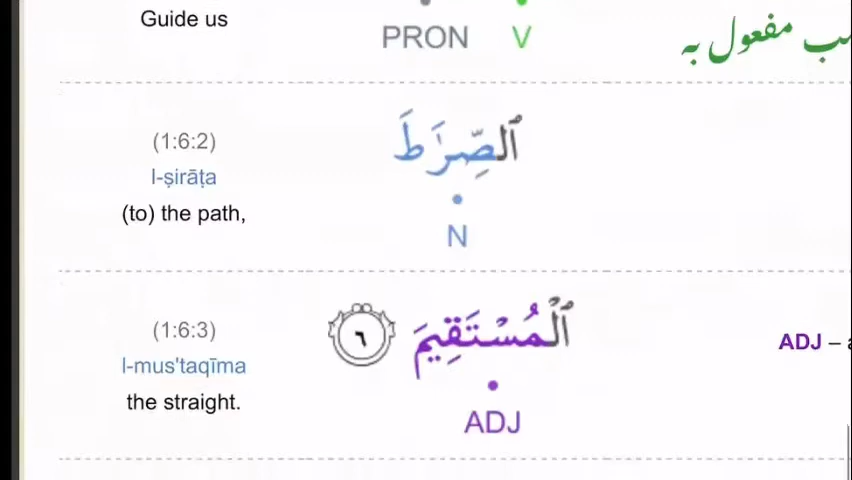 Guide us
PRON V
مفعول به
(1:6:2)
l-ṣirāṭa
(to) the path,
ٱلصِّرَٰطَ
N
(1:6:3)
l-mus'taqīma
the straight.
ٱلْمُسْتَقِيمَ ٦
ADJ
ADJ –